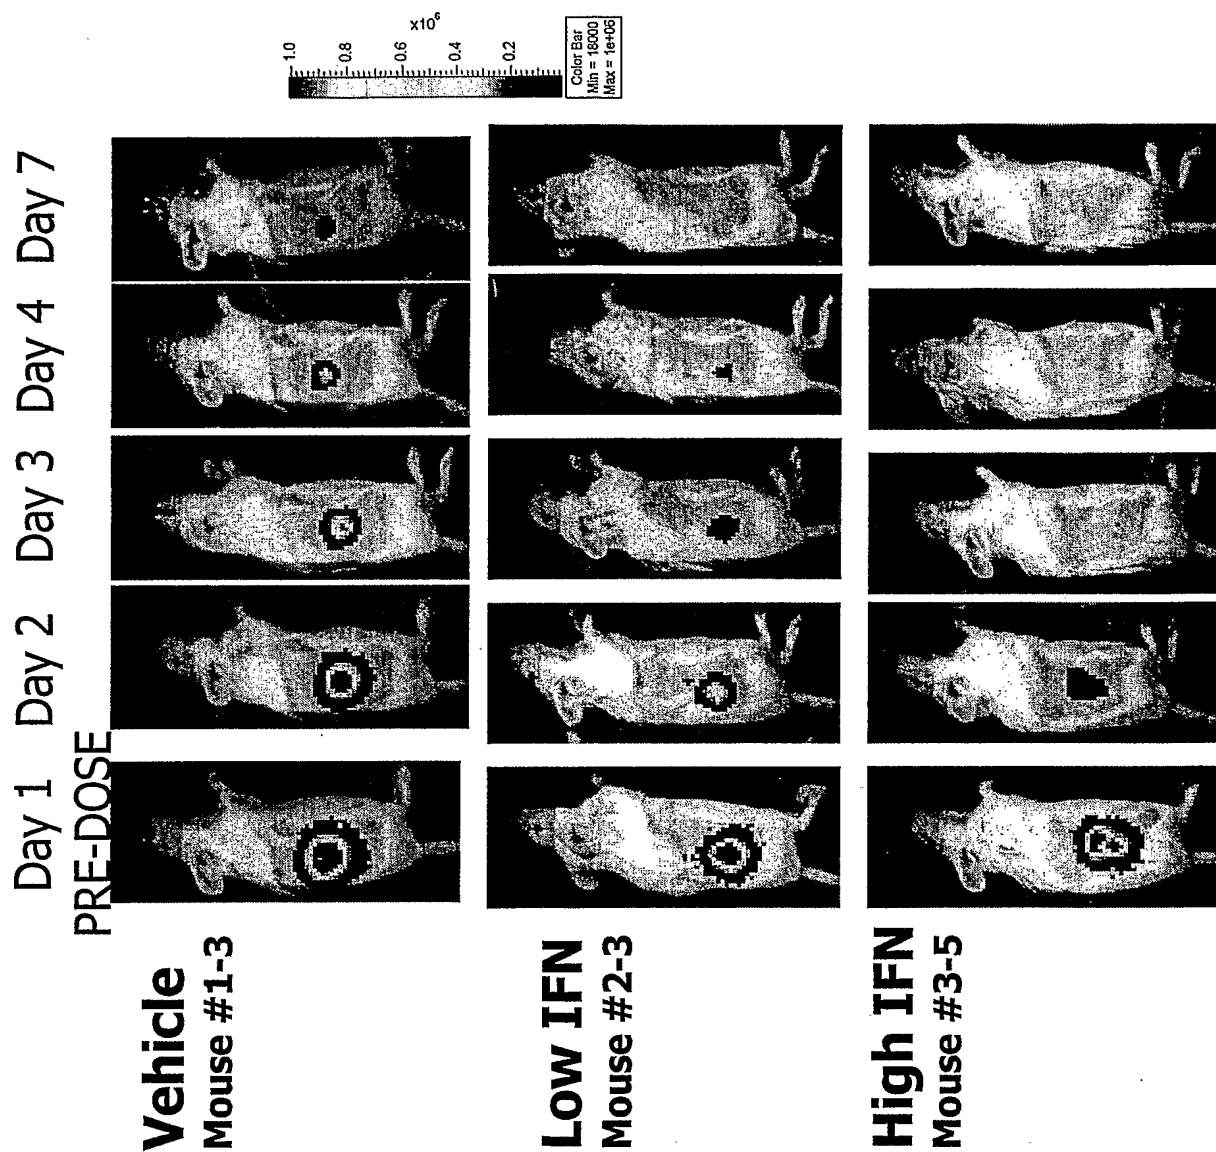 Day 1
PRE-DOSE
Day 2
Day 3
Day 4
Day 7
Vehicle
Mouse #1-3
Low IFN
Mouse #2-3
High IFN
Mouse #3-5
x10⁶
1.0
0.8
0.6
0.4
0.2
Color Bar
Min = 18000
Max = 1e+06